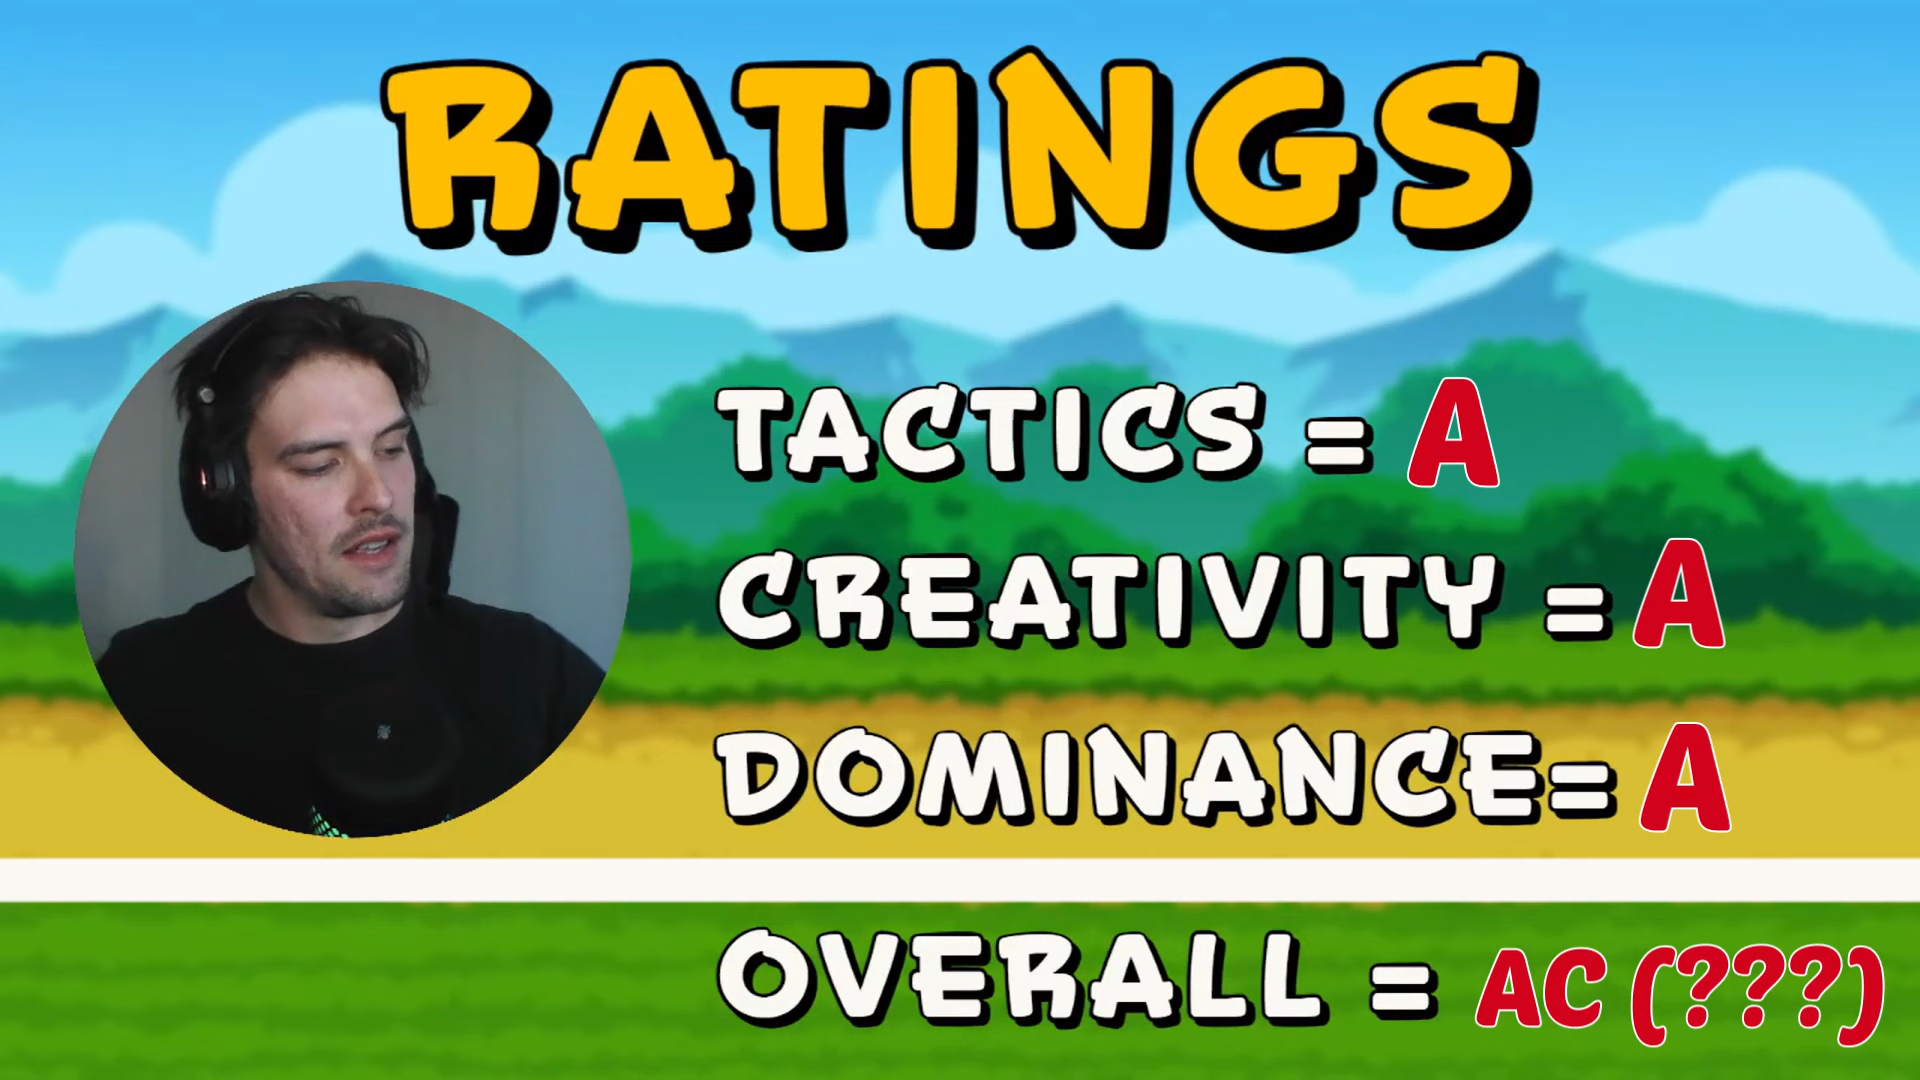 RATINGS
TACTICS = A
CREATIVITY = A
DOMINANCE= A
OVERALL = AC (???)